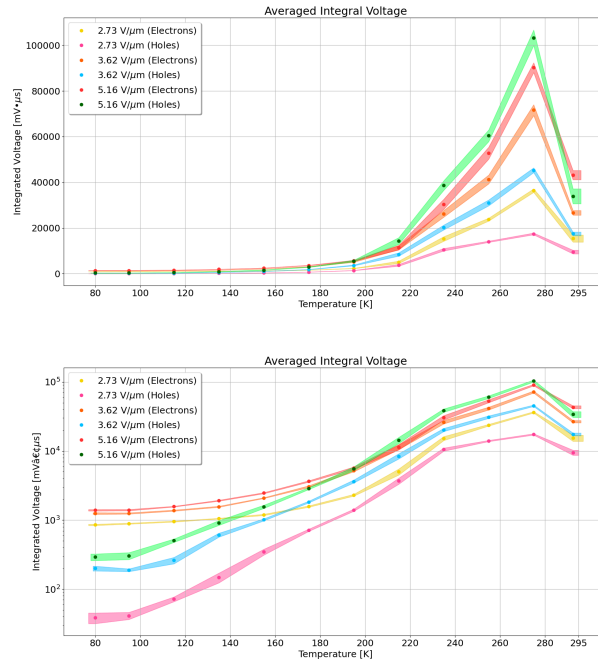 Averaged Integral Voltage
2.73 V/μm (Electrons)
2.73 V/μm (Holes)
3.62 V/μm (Electrons)
3.62 V/μm (Holes)
5.16 V/μm (Electrons)
5.16 V/μm (Holes)
Integrated Voltage [mV•μs]
100000
80000
60000
40000
20000
0
80 100 120 140 160 180 200 220 240 260 280 295
Temperature [K]
Averaged Integral Voltage
2.73 V/μm (Electrons)
2.73 V/μm (Holes)
3.62 V/μm (Electrons)
3.62 V/μm (Holes)
5.16 V/μm (Electrons)
5.16 V/μm (Holes)
Integrated Voltage [mV•μs]
10⁵
10⁴
10³
10²
80 100 120 140 160 180 200 220 240 260 280 295
Temperature [K]